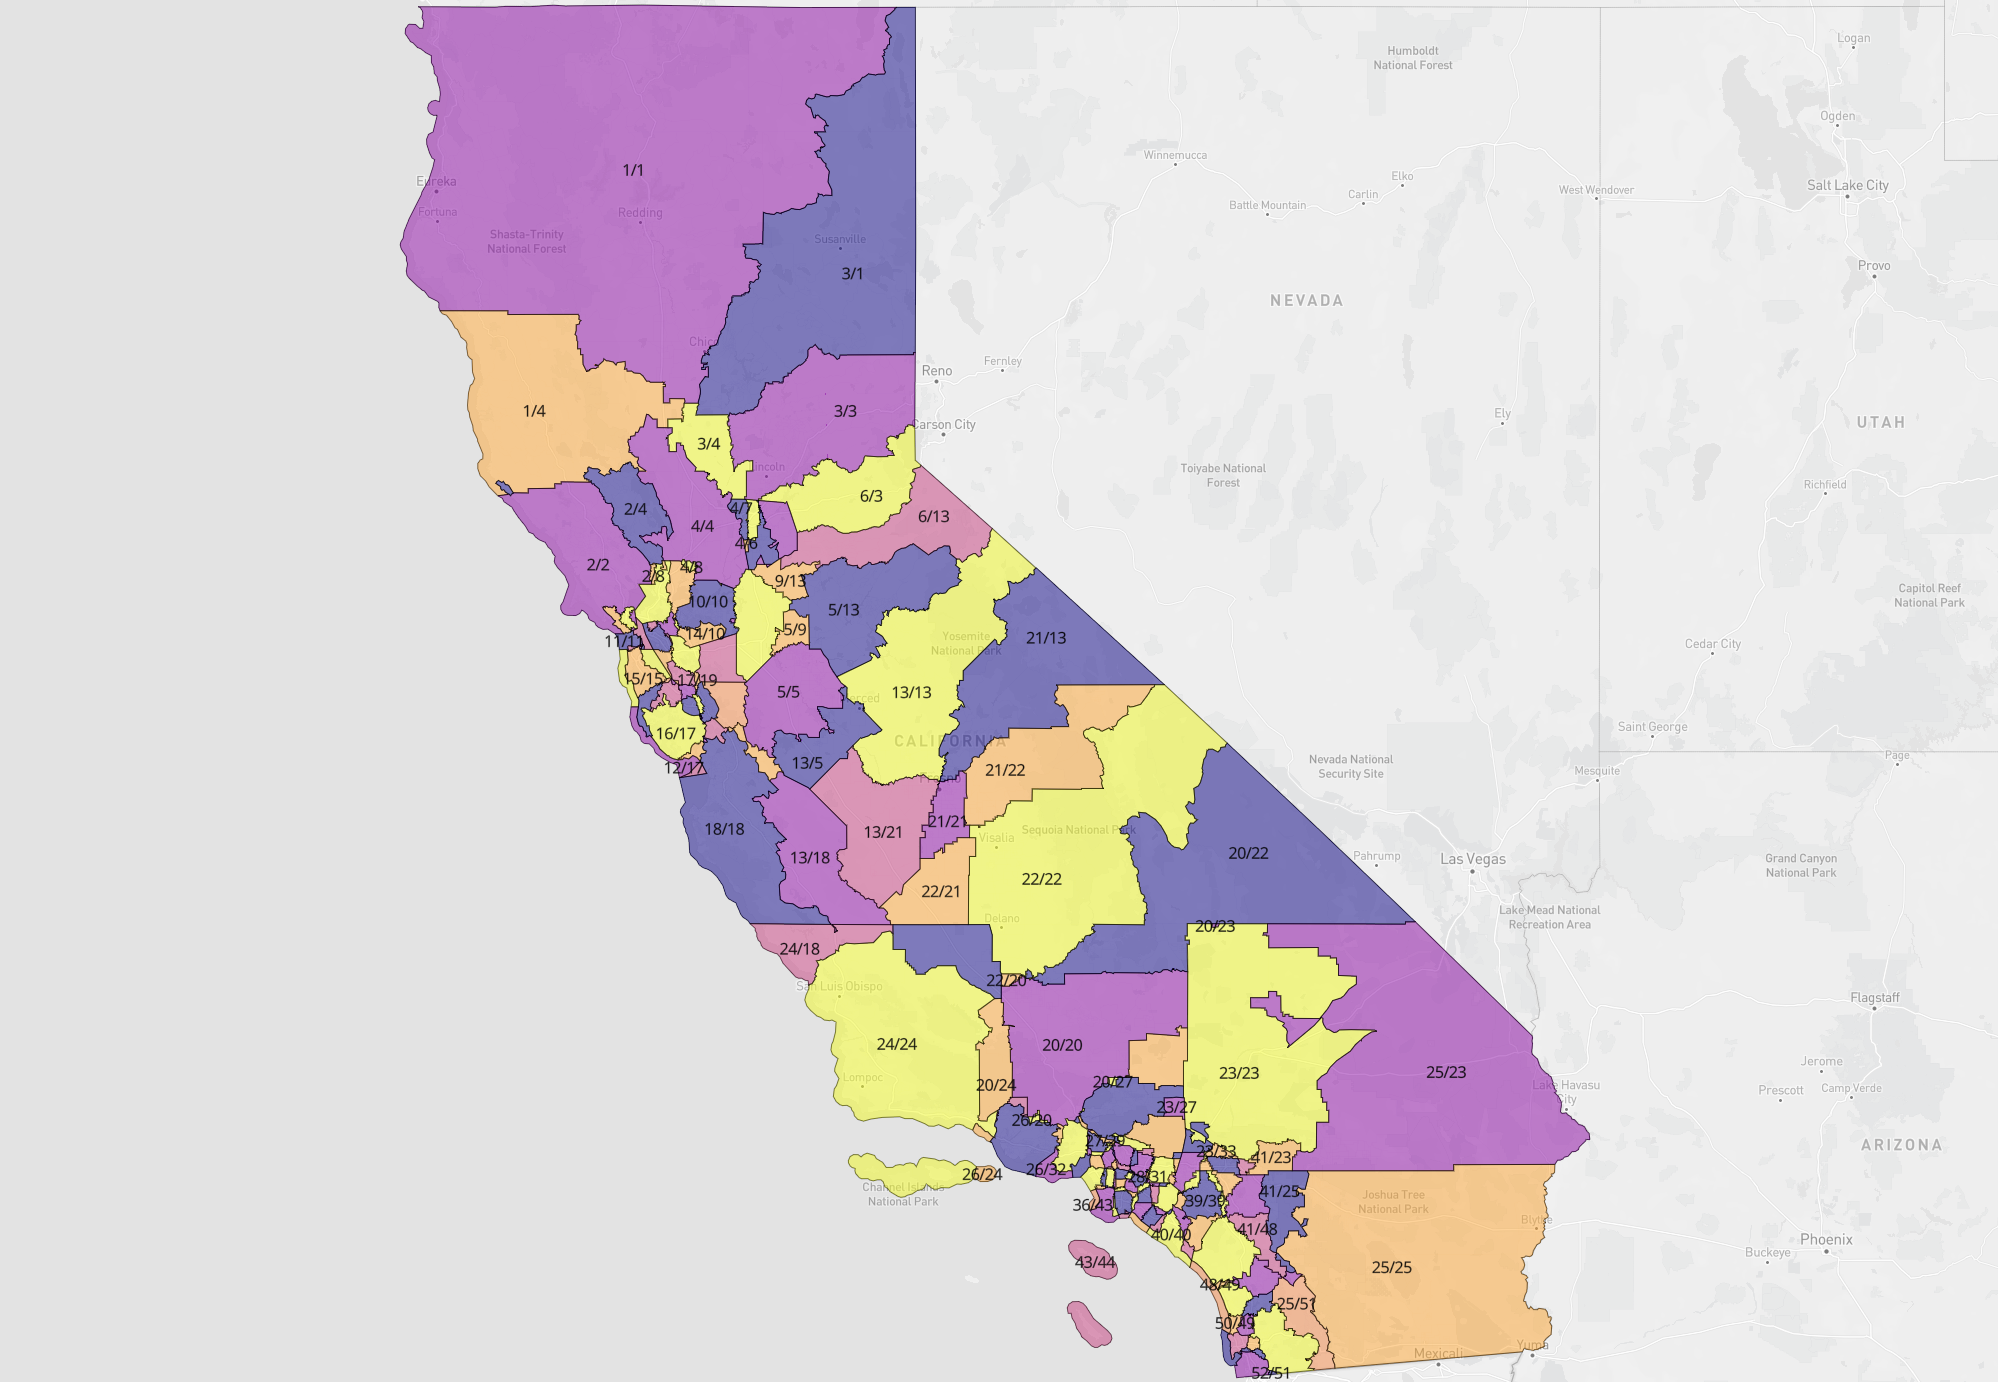 Humboldt
National Forest
Logan
Ogden
Winnemucca
Elko
Carlin
Battle Mountain
West Wendover
Salt Lake City
1/1
Eureka
Fortuna
Redding
Shasta-Trinity
National Forest
Susanville
3/1
Provo
NEVADA
Reno
Fernley
1/4
3/3
Carson City
Ely
UTAH
3/4
Lincoln
Toiyabe National
Forest
Richfield
6/3
2/4
4/7
4/4
6/13
4/6
2/2
2/8
9/13
10/10
5/13
Capitol Reef
National Park
5/9
14/10
11/11
Yosemite
National Park
21/13
Cedar City
15/15
17/19
5/5
13/13
16/17
CALIFORNIA
Saint George
Page
12/17
13/5
21/22
Fresno
Nevada National
Security Site
Mesquite
18/18
13/18
13/21
21/21
Visalia
Sequoia National Park
20/22
Pahrump
Las Vegas
Grand Canyon
National Park
22/21
22/22
Delano
20/23
Lake Mead National
Recreation Area
24/18
San Luis Obispo
22/20
Flagstaff
24/24
20/20
20/24
Lompoc
20/27
23/23
25/23
Jerome
Prescott
Camp Verde
Lake Havasu
City
26/20
23/27
27/29
23/33
41/23
ARIZONA
26/32
26/24
Channel Islands
National Park
28/31
39/39
41/25
36/43
Joshua Tree
National Park
40/40
41/48
Blythe
Phoenix
Buckeye
43/44
25/25
48/49
25/51
50/49
Mexicali
Yuma
52/51